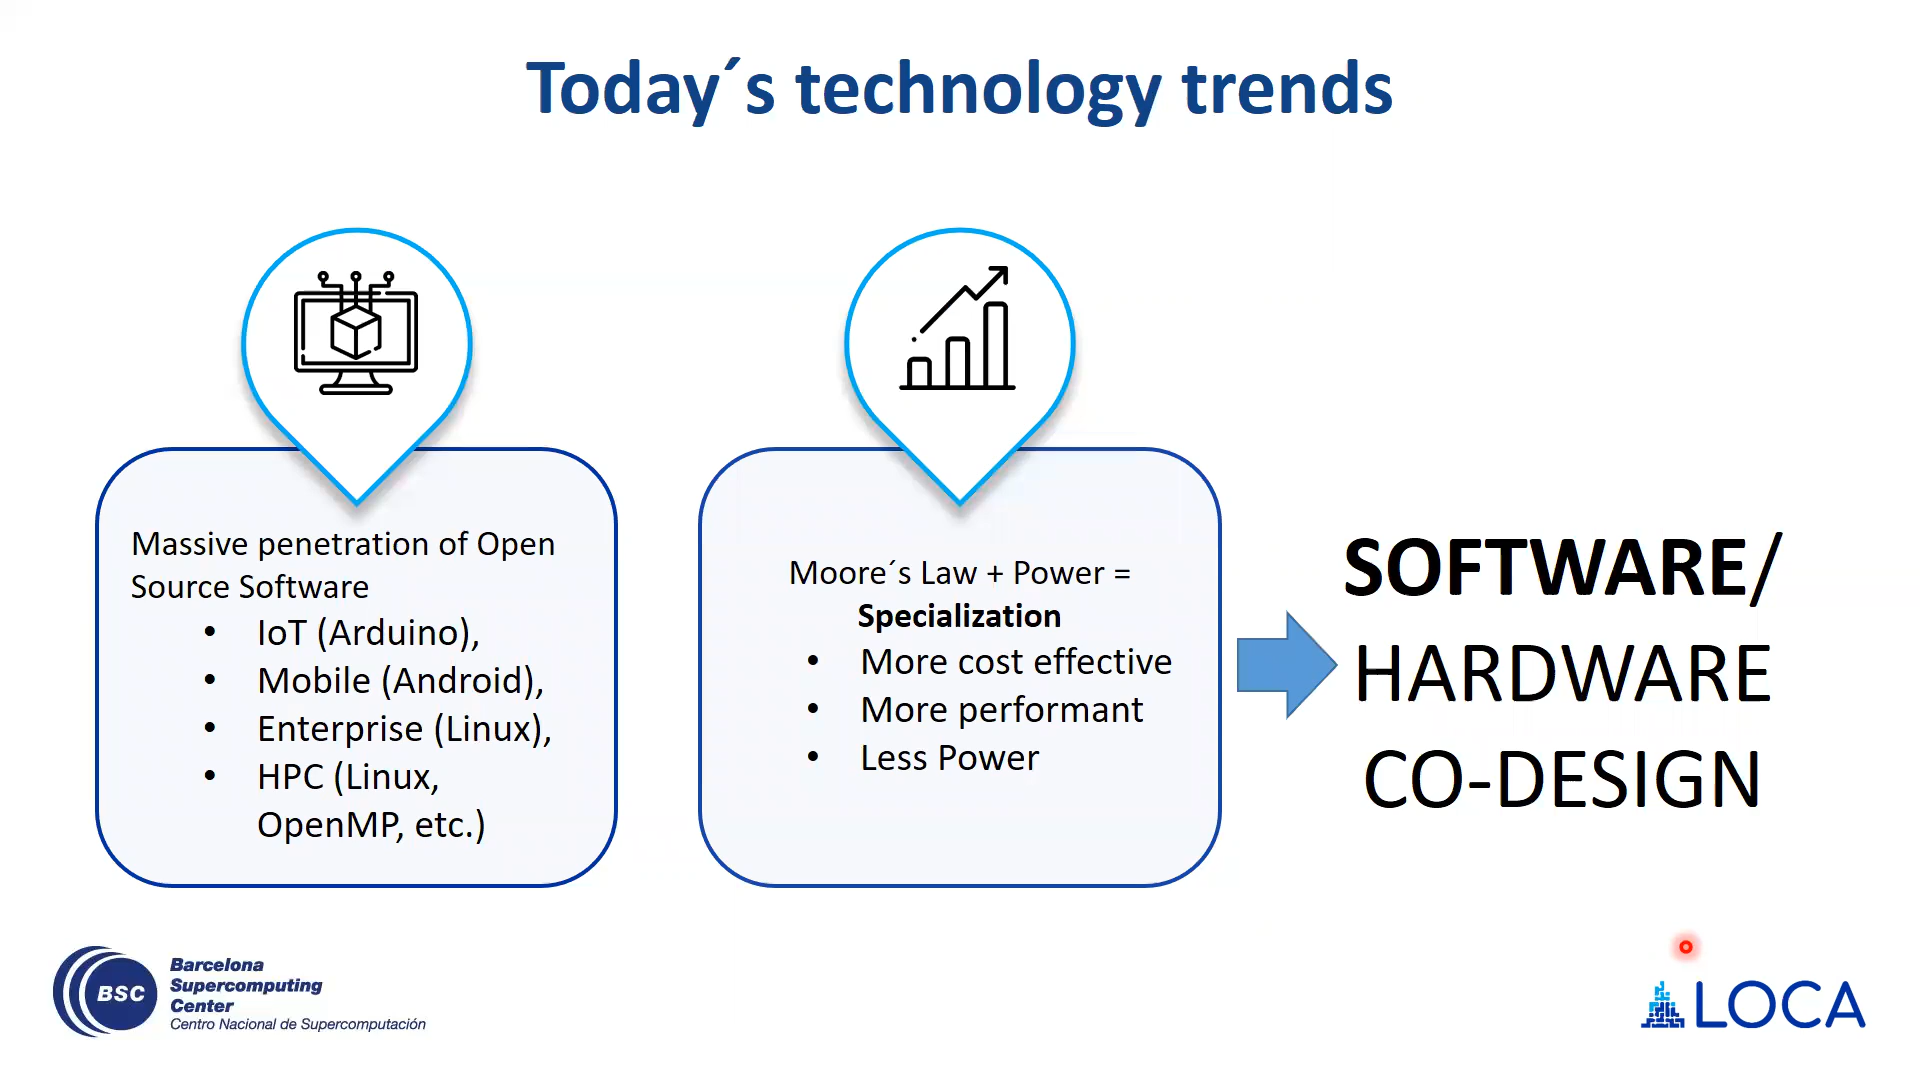 Today´s technology trends
Massive penetration of Open
Source Software
• IoT (Arduino),
• Mobile (Android),
• Enterprise (Linux),
• HPC (Linux,
OpenMP, etc.)
Moore´s Law + Power =
Specialization
• More cost effective
• More performant
• Less Power
SOFTWARE/
HARDWARE
CO-DESIGN
BSC
Barcelona
Supercomputing
Center
Centro Nacional de Supercomputación
LOCA